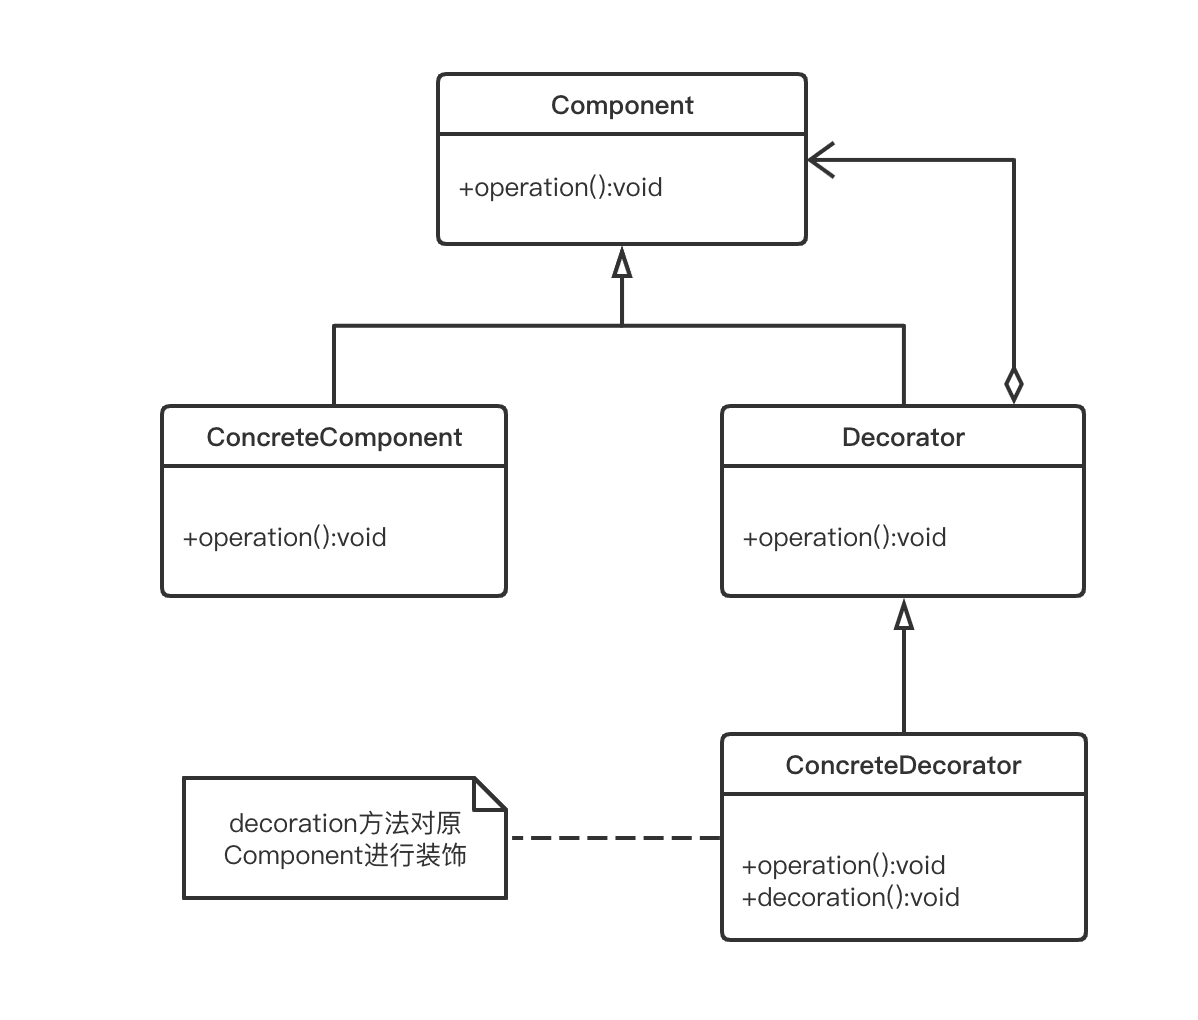 Component
+operation():void
ConcreteComponent
+operation():void
Decorator
+operation():void
decoration方法对原
Component进行装饰
ConcreteDecorator
+operation():void
+decoration():void